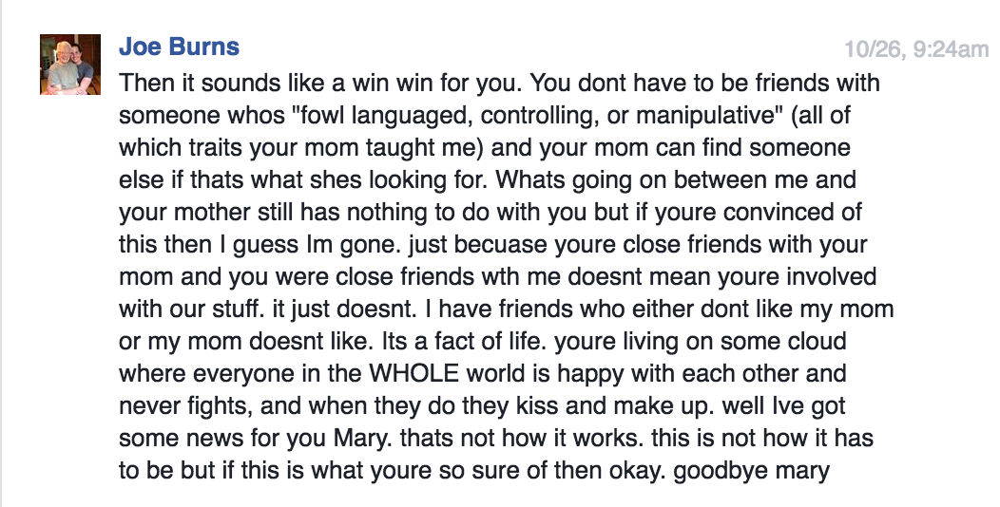 Joe Burns 10/26, 9:24am
Then it sounds like a win win for you. You dont have to be friends with
someone whos "fowl languaged, controlling, or manipulative" (all of
which traits your mom taught me) and your mom can find someone
else if thats what shes looking for. Whats going on between me and
your mother still has nothing to do with you but if youre convinced of
this then I guess Im gone. just becuase youre close friends with your
mom and you were close friends wth me doesnt mean youre involved
with our stuff. it just doesnt. I have friends who either dont like my mom
or my mom doesnt like. Its a fact of life. youre living on some cloud
where everyone in the WHOLE world is happy with each other and
never fights, and when they do they kiss and make up. well Ive got
some news for you Mary. thats not how it works. this is not how it has
to be but if this is what youre so sure of then okay. goodbye mary